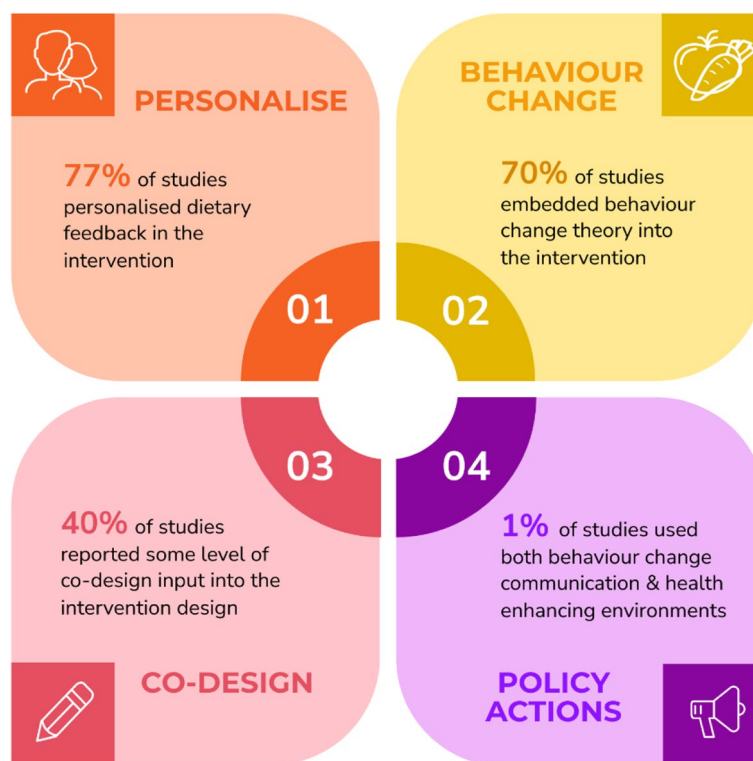 PERSONALISE
77% of studies
personalised dietary
feedback in the
intervention
01
BEHAVIOUR
CHANGE
70% of studies
embedded behaviour
change theory into
the intervention
02
03
40% of studies
reported some level of
co-design input into the
intervention design
CO-DESIGN
04
1% of studies used
both behaviour change
communication & health
enhancing environments
POLICY
ACTIONS